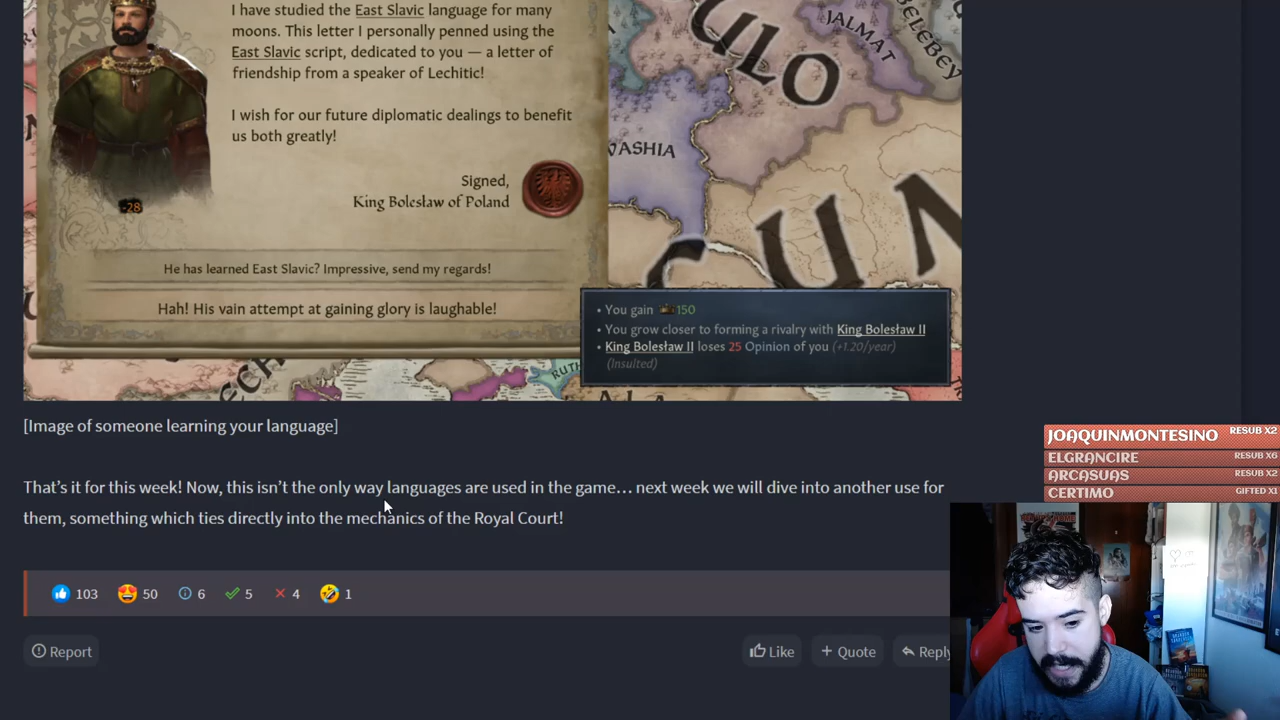 I have studied the East Slavic language for many
moons. This letter I personally penned using the
East Slavic script, dedicated to you — a letter of
friendship from a speaker of Lechitic!
I wish for our future diplomatic dealings to benefit
us both greatly!
Signed,
King Bolesław of Poland
-28
He has learned East Slavic? Impressive, send my regards!
Hah! His vain attempt at gaining glory is laughable!
JALMAT
BELEBEY
ULO
VASHIA
CUN
• You gain 150
• You grow closer to forming a rivalry with King Bolesław II
• King Bolesław II loses 25 Opinion of you (+1.20/year)
(Insulted)
[Image of someone learning your language]
That’s it for this week! Now, this isn’t the only way languages are used in the game… next week we will dive into another use for
them, something which ties directly into the mechanics of the Royal Court!
103 50 6 5 4 1
Report
Like + Quote Reply
JOAQUINMONTESINO RESUB X2
ELGRANCIRE RESUB X6
ARCASUAS RESUB X2
CERTIMO GIFTED X1